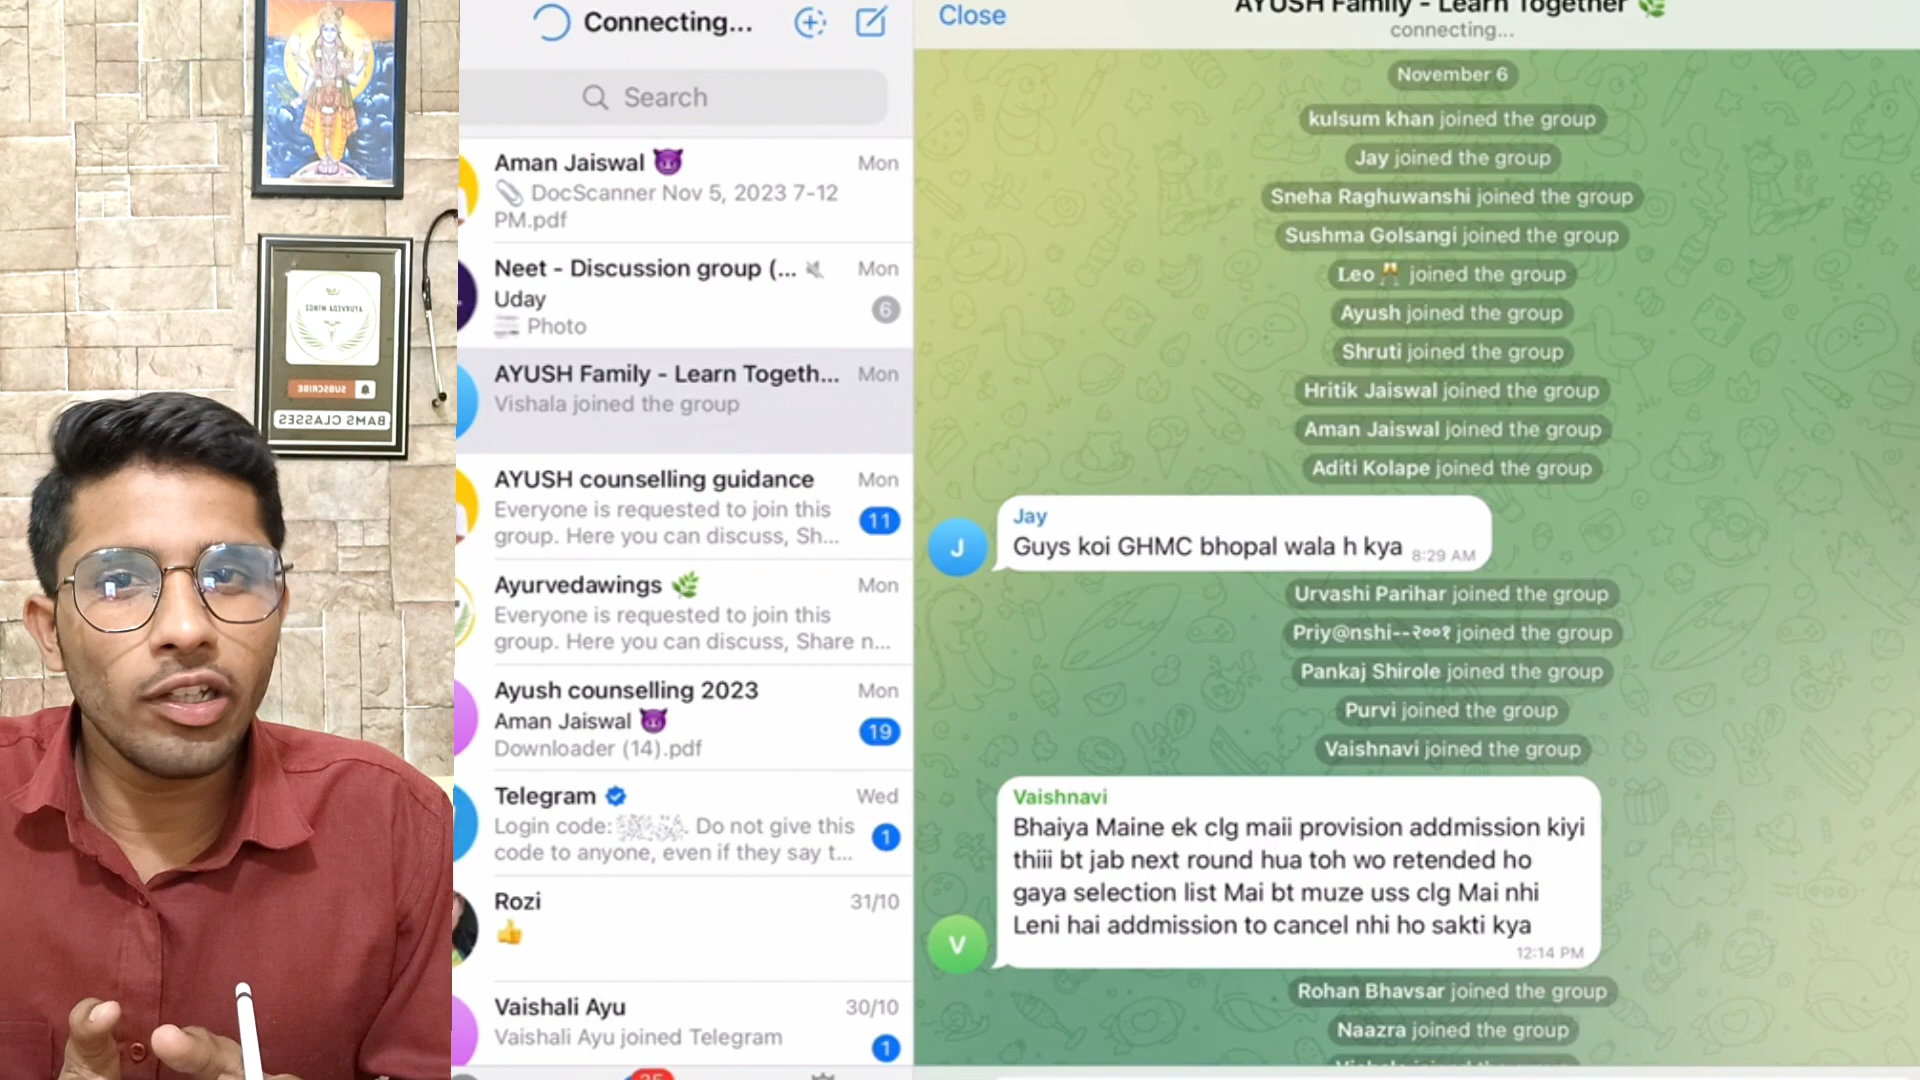 AYURVEDA WINGZ
SUBSCRIBE
BAMS CLASSES
Connecting...
Search
Aman Jaiswal 😈 Mon
DocScanner Nov 5, 2023 7-12
PM.pdf
Neet - Discussion group (... Mon
Uday
Photo 6
AYUSH Family - Learn Togeth... Mon
Vishala joined the group
AYUSH counselling guidance Mon
Everyone is requested to join this
group. Here you can discuss, Sh... 11
Ayurvedawings 🌿 Mon
Everyone is requested to join this
group. Here you can discuss, Share n...
Ayush counselling 2023 Mon
Aman Jaiswal 😈
Downloader (14).pdf 19
Telegram Wed
Login code: . Do not give this
code to anyone, even if they say t... 1
Rozi 31/10
👍
Vaishali Ayu 30/10
Vaishali Ayu joined Telegram 1
Close
AYUSH Family - Learn Together 🌿
connecting...
November 6
kulsum khan joined the group
Jay joined the group
Sneha Raghuwanshi joined the group
Sushma Golsangi joined the group
Leo 🥂 joined the group
Ayush joined the group
Shruti joined the group
Hritik Jaiswal joined the group
Aman Jaiswal joined the group
Aditi Kolape joined the group
Jay
J
Guys koi GHMC bhopal wala h kya 8:29 AM
Urvashi Parihar joined the group
Priy@nshi--२००१ joined the group
Pankaj Shirole joined the group
Purvi joined the group
Vaishnavi joined the group
Vaishnavi
Bhaiya Maine ek clg maii provision addmission kiyi
thiii bt jab next round hua toh wo retended ho
gaya selection list Mai bt muze uss clg Mai nhi
Leni hai addmission to cancel nhi ho sakti kya
V
12:14 PM
Rohan Bhavsar joined the group
Naazra joined the group